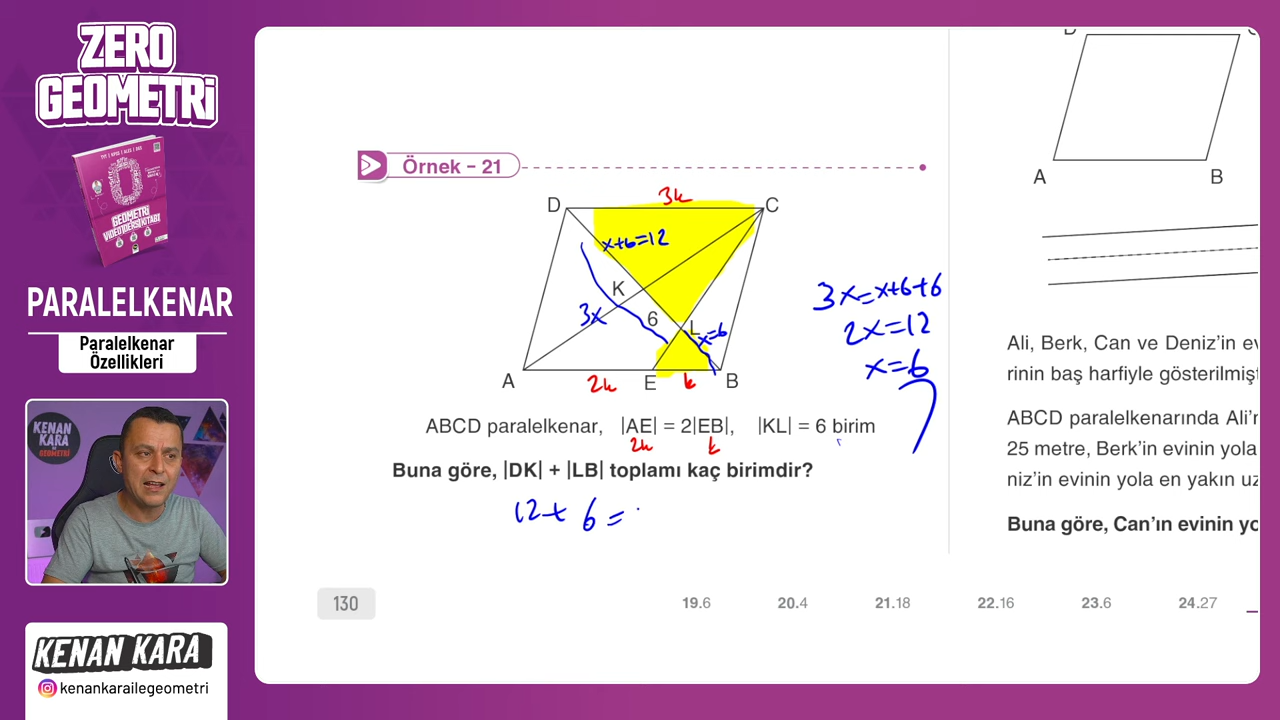 ZERO
GEOMETRİ
GEOMETRİ
VİDEO DERS KİTABI
PARALELKENAR
Paralelkenar
Özellikleri
KENAN
KARA
KENAN KARA
kenankarailegeometri
Örnek – 21
D
3k
C
x+6=12
K
3x
6
L
x=6
A
2k
E
k
B
3x=x+6+6
2x=12
x=6
ABCD paralelkenar, |AE| = 2|EB|, |KL| = 6 birim
2k
k
Buna göre, |DK| + |LB| toplamı kaç birimdir?
12+ 6 =
130
19.6
20.4
21.18
22.16
23.6
24.27
A
B
Ali, Berk, Can ve Deniz’in ev
rinin baş harfiyle gösterilmişt
ABCD paralelkenarında Ali’n
25 metre, Berk’in evinin yola
niz’in evinin yola en yakın uz
Buna göre, Can’ın evinin yo